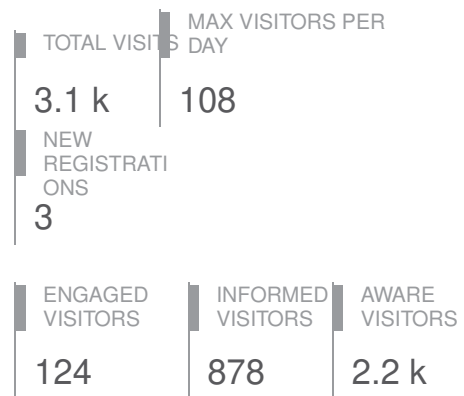 TOTAL VISITS
MAX VISITORS PER
DAY
3.1 k
108
NEW
REGISTRATI
ONS
3
ENGAGED
VISITORS
INFORMED
VISITORS
AWARE
VISITORS
124
878
2.2 k